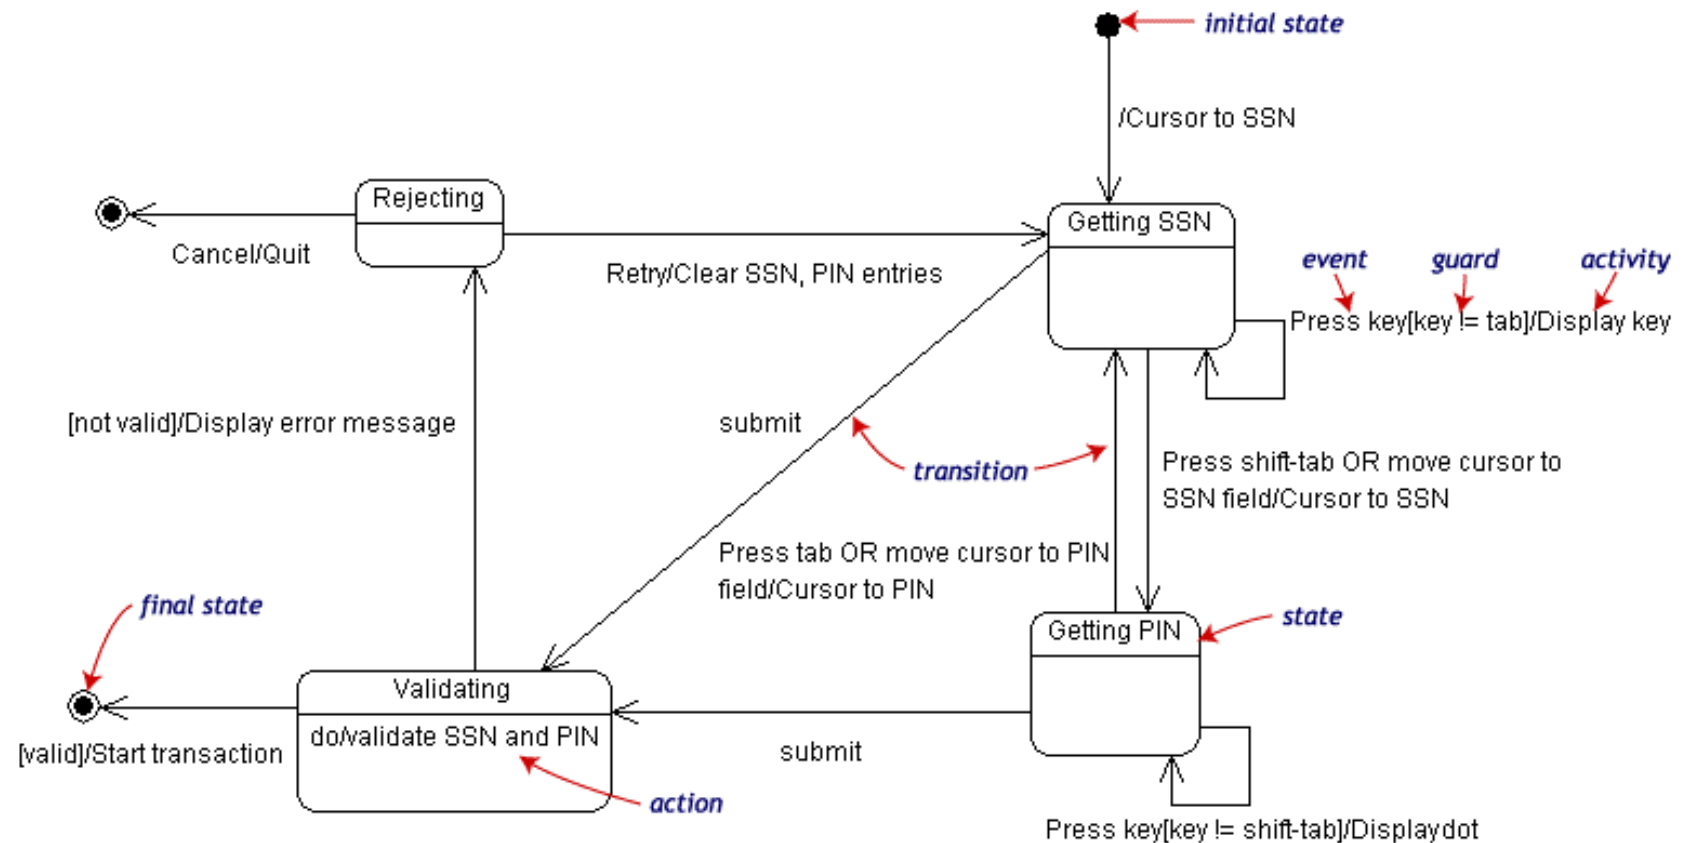 initial state
/Cursor to SSN
Rejecting
Getting SSN
Cancel/Quit
Retry/Clear SSN, PIN entries
event
guard
activity
Press key[key != tab]/Display key
[not valid]/Display error message
submit
transition
Press shift-tab OR move cursor to
SSN field/Cursor to SSN
Press tab OR move cursor to PIN
field/Cursor to PIN
final state
state
Getting PIN
Validating
do/validate SSN and PIN
[valid]/Start transaction
submit
action
Press key[key != shift-tab]/Displaydot